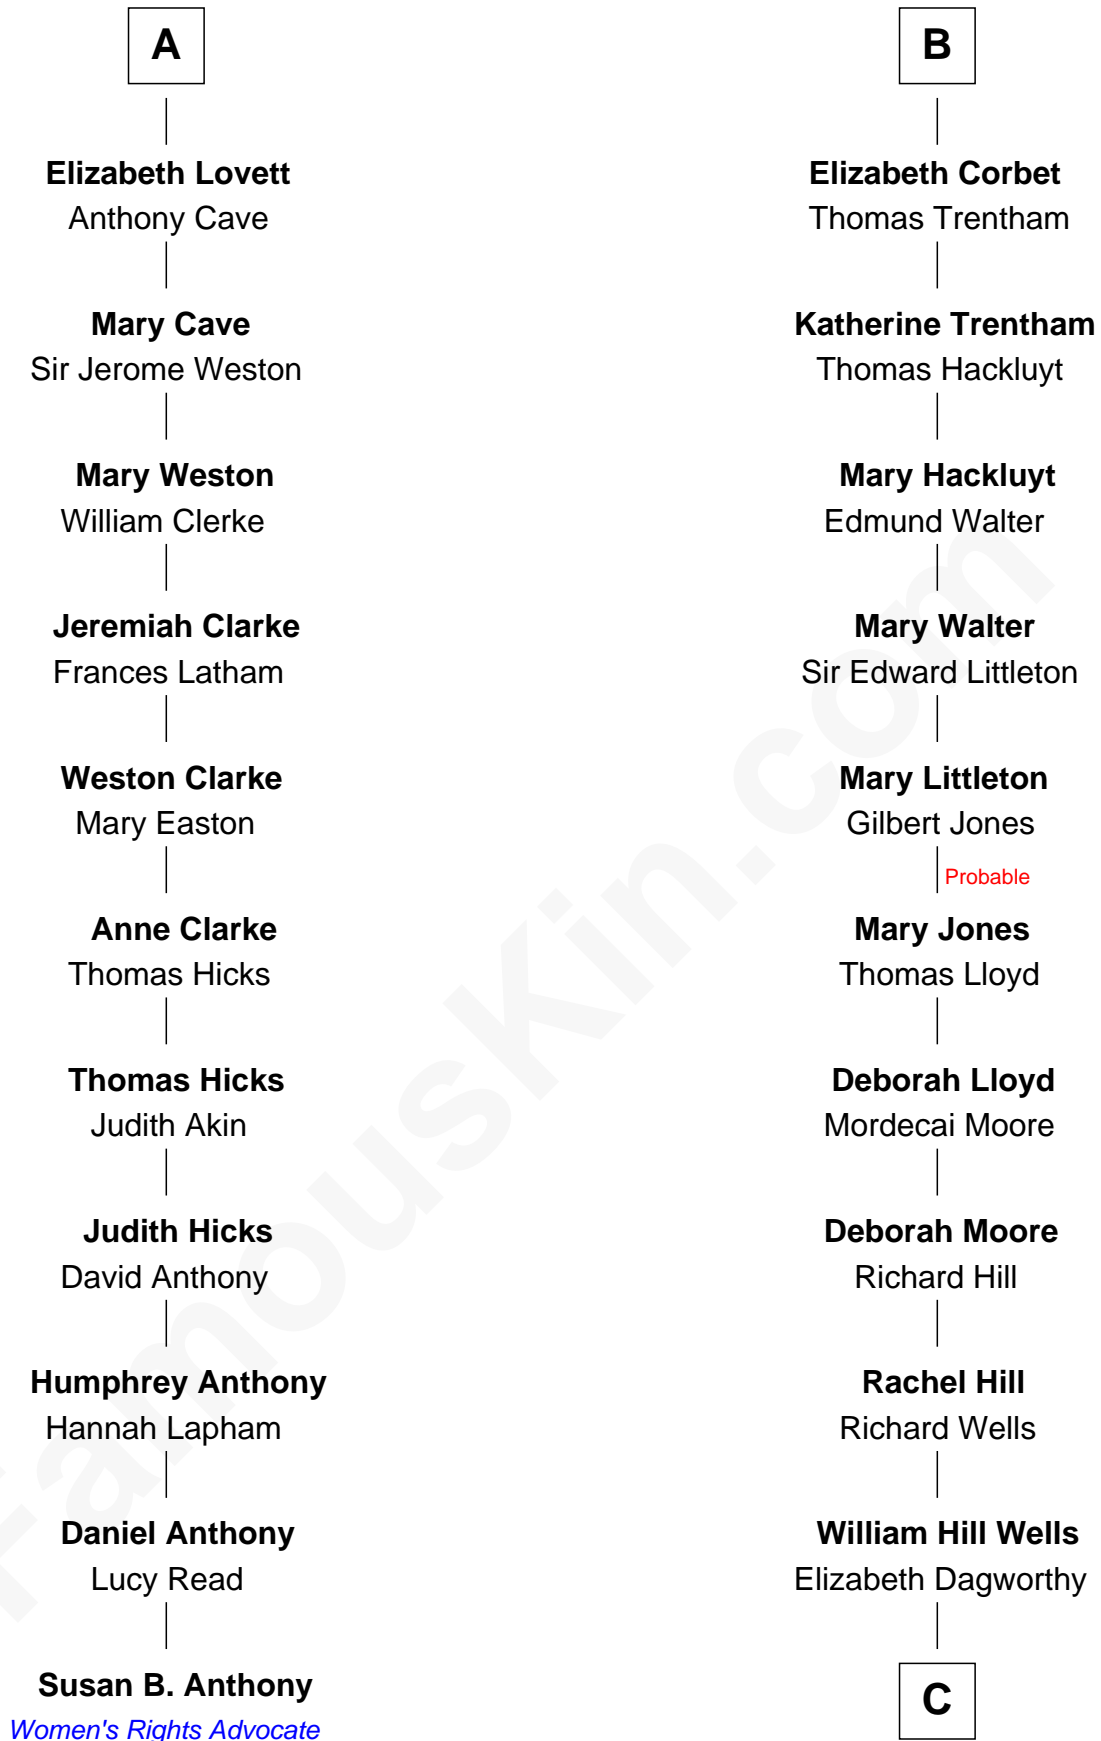 A
Elizabeth Lovett
Anthony Cave
Mary Cave
Sir Jerome Weston
Mary Weston
William Clerke
Jeremiah Clarke
Frances Latham
Weston Clarke
Mary Easton
Anne Clarke
Thomas Hicks
Thomas Hicks
Judith Akin
Judith Hicks
David Anthony
Humphrey Anthony
Hannah Lapham
Daniel Anthony
Lucy Read
Susan B. Anthony
Women's Rights Advocate
B
Elizabeth Corbet
Thomas Trentham
Katherine Trentham
Thomas Hackluyt
Mary Hackluyt
Edmund Walter
Mary Walter
Sir Edward Littleton
Mary Littleton
Gilbert Jones
Probable
Mary Jones
Thomas Lloyd
Deborah Lloyd
Mordecai Moore
Deborah Moore
Richard Hill
Rachel Hill
Richard Wells
William Hill Wells
Elizabeth Dagworthy
C
FamousKin.com